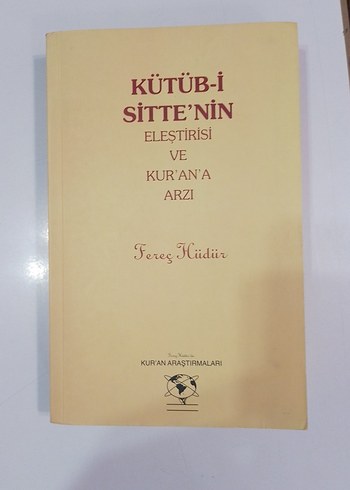 KÜTÜB-İ
SİTTE'NİN
ELEŞTİRİSİ
VE
KUR'AN'A
ARZI
Fereç Hüdür
KUR'AN ARAŞTIRMALARI